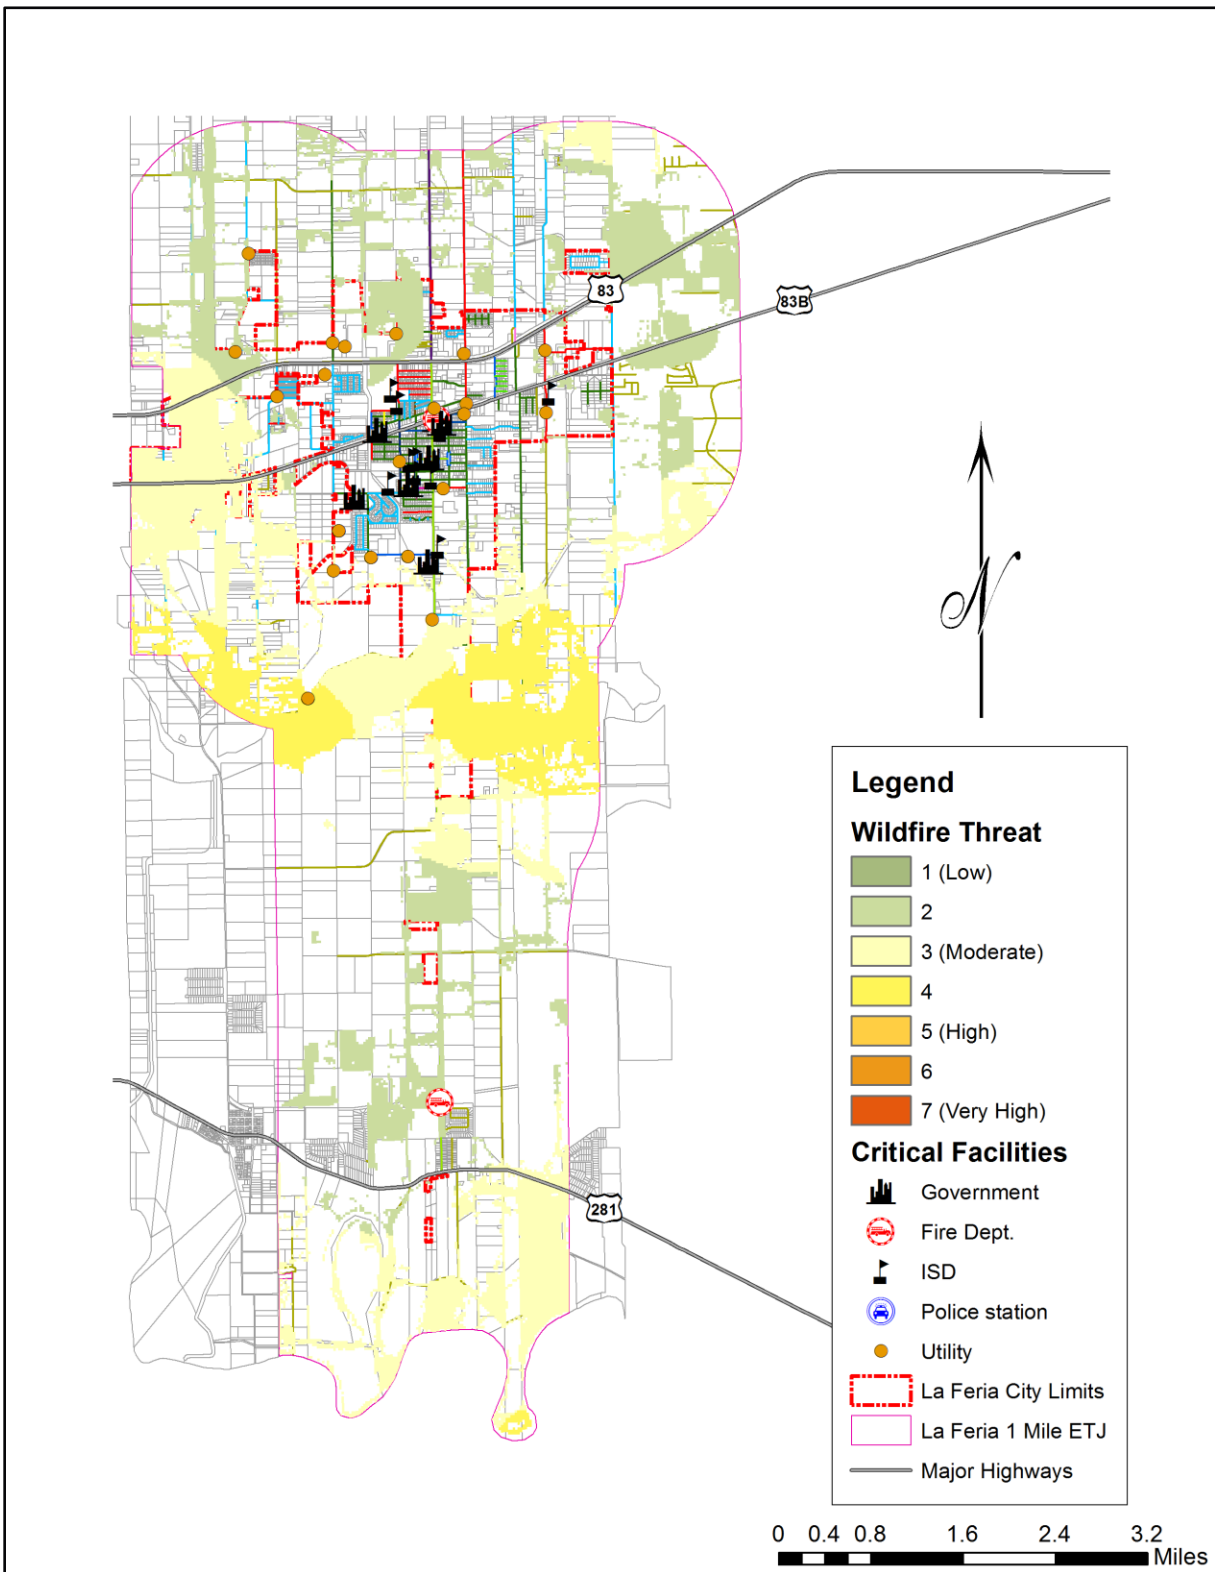 83
83B
N
Legend
Wildfire Threat
1 (Low)
2
3 (Moderate)
4
5 (High)
6
7 (Very High)
Critical Facilities
Government
Fire Dept.
ISD
Police station
Utility
La Feria City Limits
La Feria 1 Mile ETJ
Major Highways
281
0 0.4 0.8 1.6 2.4 3.2
Miles